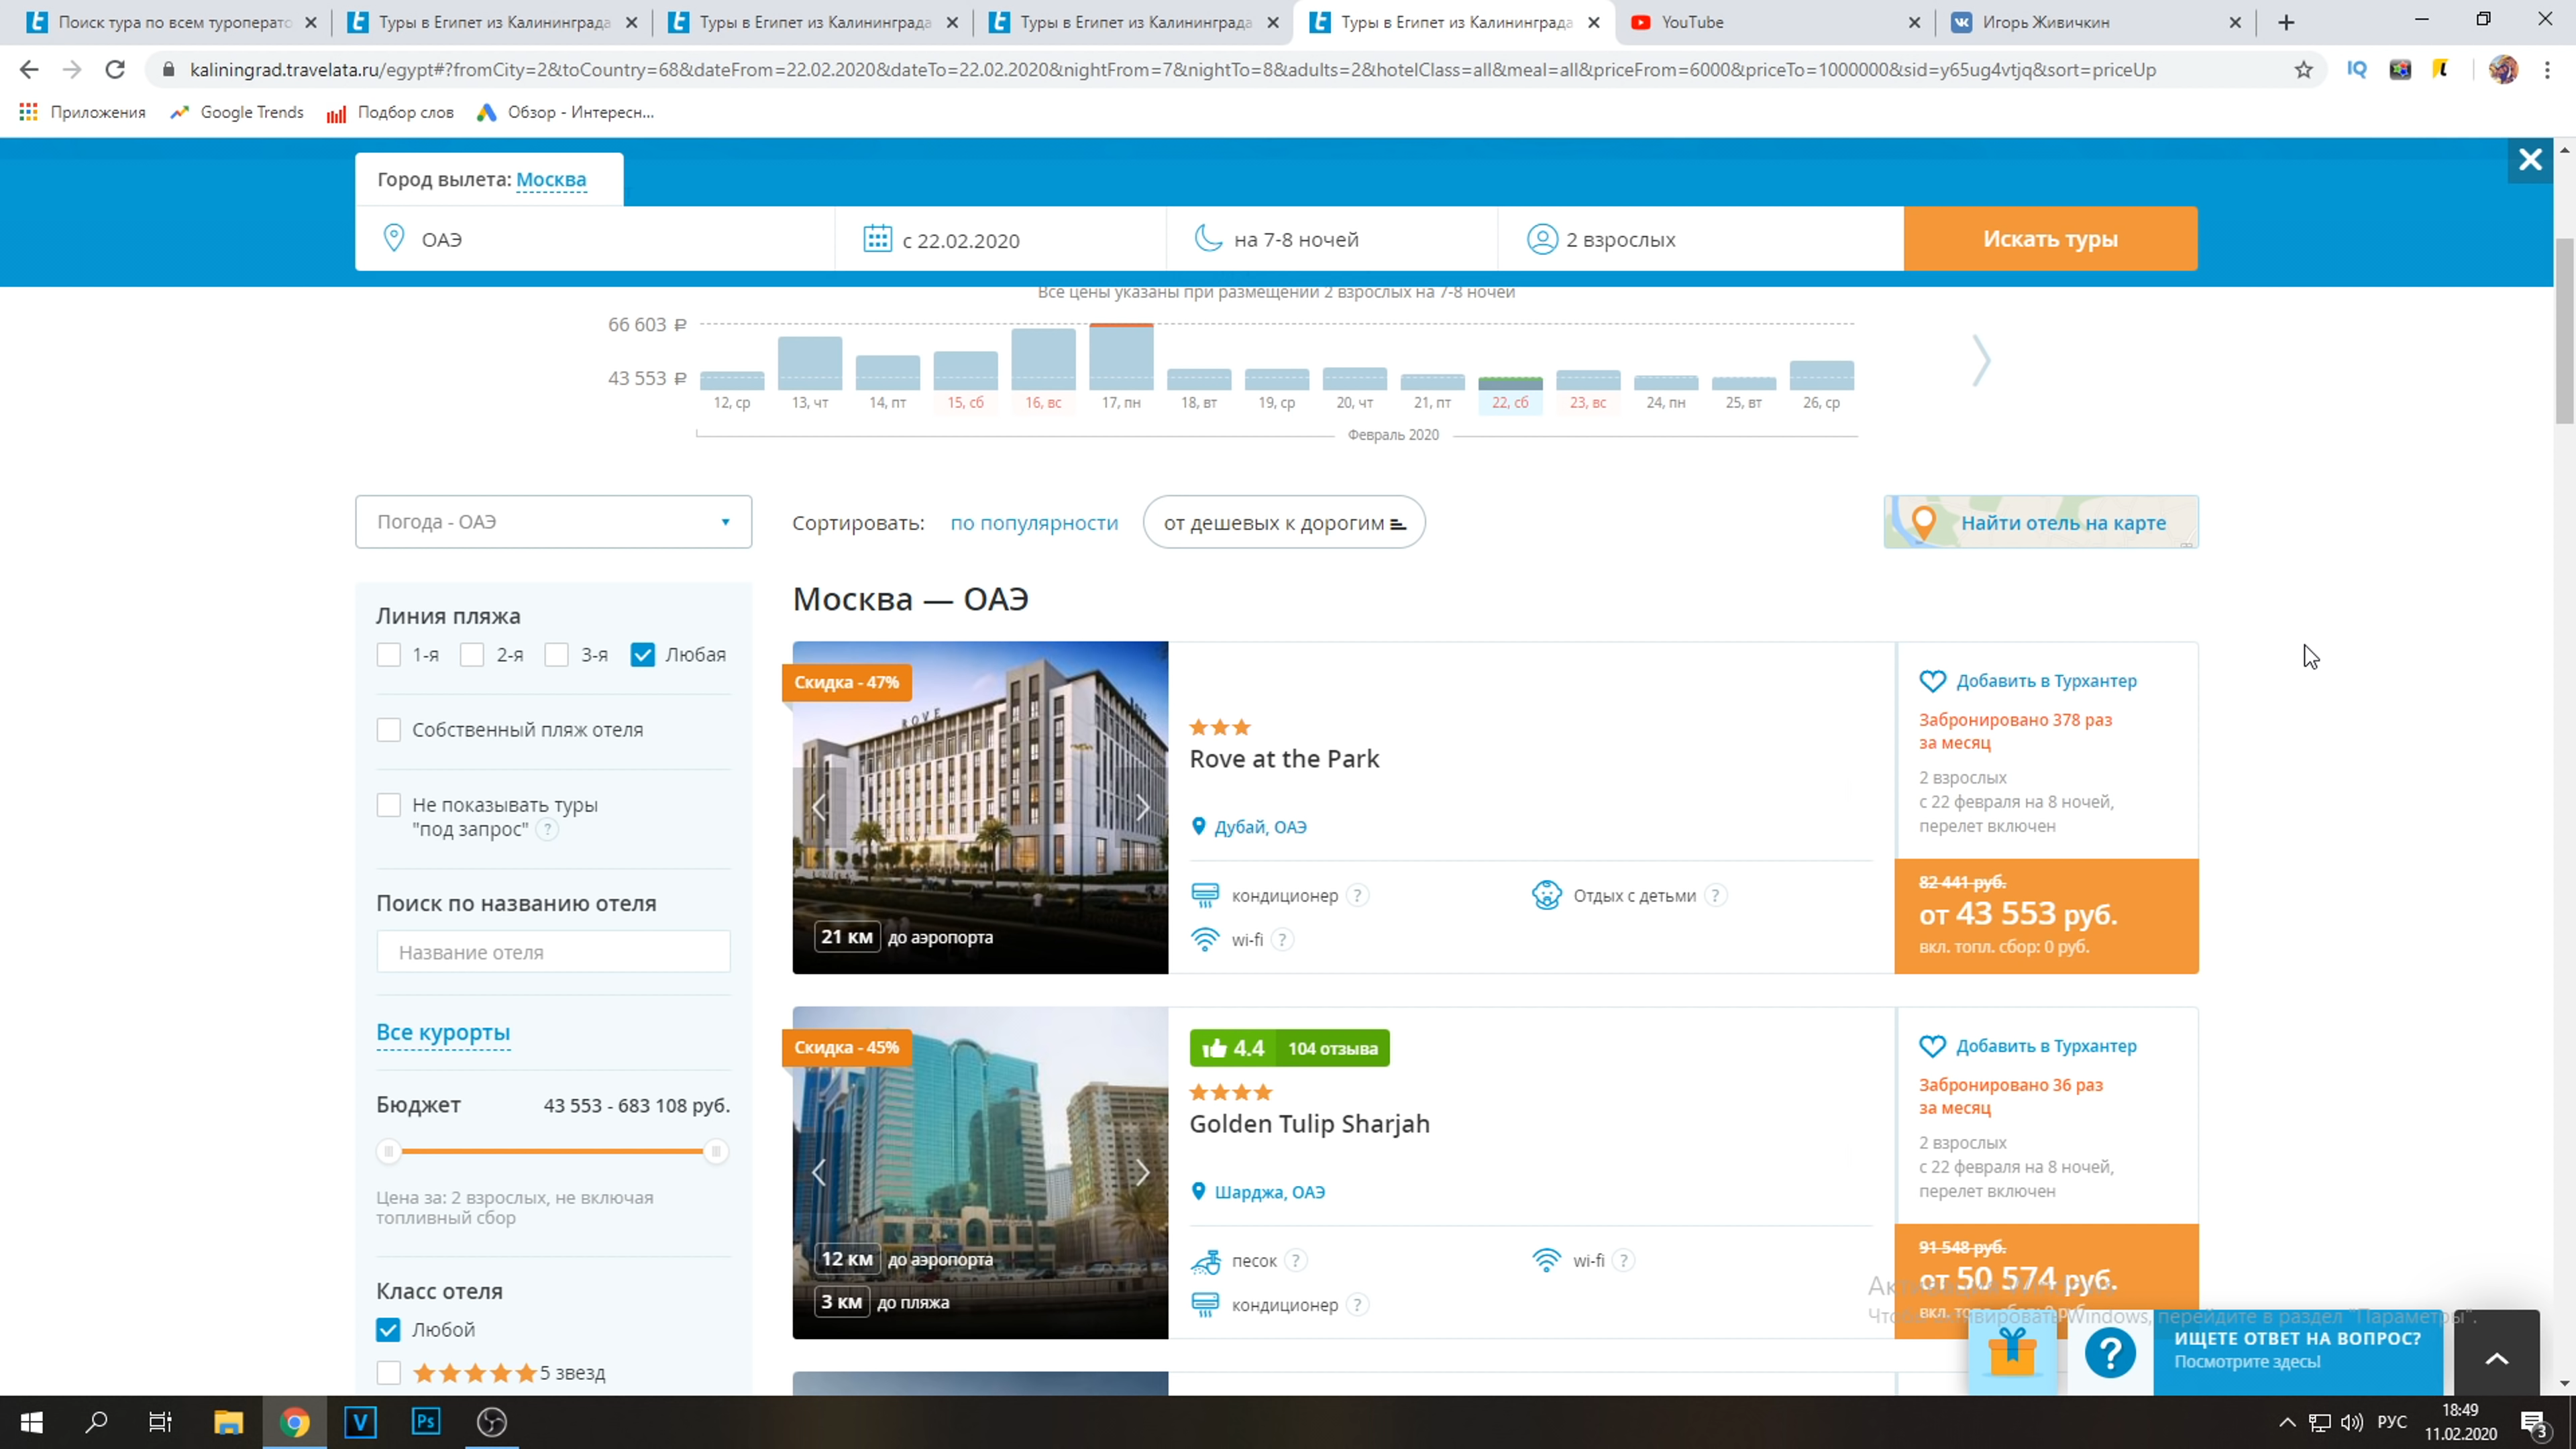 Поиск тура по всем туроперато
Туры в Египет из Калининграда
Туры в Египет из Калининграда
Туры в Египет из Калининграда
Туры в Египет из Калининграда
YouTube
Игорь Живичкин
kaliningrad.travelata.ru/egypt#?fromCity=2&toCountry=68&dateFrom=22.02.2020&dateTo=22.02.2020&nightFrom=7&nightTo=8&adults=2&hotelClass=all&meal=all&priceFrom=6000&priceTo=1000000&sid=y65ug4vtjq&sort=priceUp
IQ
Приложения
Google Trends
Подбор слов
Обзор - Интересн...
Город вылета: Москва
ОАЭ
с 22.02.2020
на 7-8 ночей
2 взрослых
Искать туры
Все цены указаны при размещении 2 взрослых на 7-8 ночей
66 603 ₽
43 553 ₽
12, ср
13, чт
14, пт
15, сб
16, вс
17, пн
18, вт
19, ср
20, чт
21, пт
22, сб
23, вс
24, пн
25, вт
26, ср
Февраль 2020
Погода - ОАЭ
Сортировать:
по популярности
от дешевых к дорогим
Найти отель на карте
Линия пляжа
1-я
2-я
3-я
Любая
Собственный пляж отеля
Не показывать туры
"под запрос" ?
Поиск по названию отеля
Название отеля
Все курорты
Бюджет
43 553 - 683 108 руб.
Цена за: 2 взрослых, не включая
топливный сбор
Класс отеля
Любой
5 звезд
Москва — ОАЭ
Скидка - 47%
ROVE
21 км до аэропорта
Rove at the Park
Дубай, ОАЭ
кондиционер ?
Отдых с детьми ?
wi-fi ?
Добавить в Турхантер
Забронировано 378 раз
за месяц
2 взрослых
с 22 февраля на 8 ночей,
перелет включен
82 441 руб.
от 43 553 руб.
вкл. топл. сбор: 0 руб.
Скидка - 45%
12 км до аэропорта
3 км до пляжа
4.4
104 отзыва
Golden Tulip Sharjah
Шарджа, ОАЭ
песок ?
wi-fi ?
кондиционер ?
Добавить в Турхантер
Забронировано 36 раз
за месяц
2 взрослых
с 22 февраля на 8 ночей,
перелет включен
91 548 руб.
от 50 574 руб.
Windows, перейдите в раздел "Параметры".
?
ИЩЕТЕ ОТВЕТ НА ВОПРОС?
Посмотрите здесь!
V
Ps
РУС
18:49
11.02.2020
3